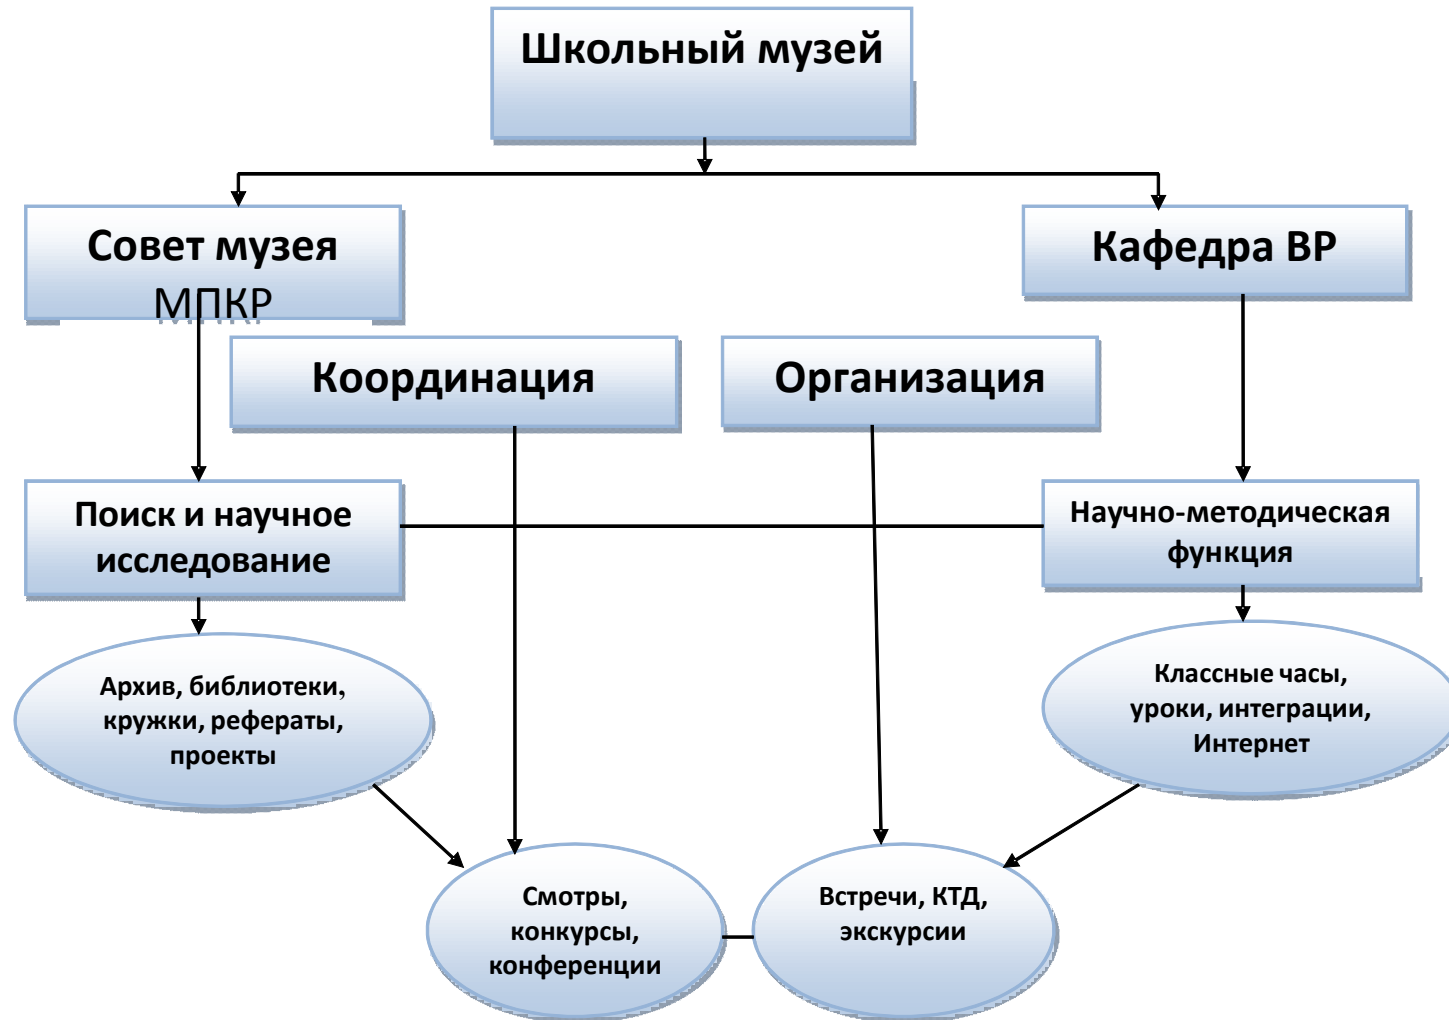 Школьный музей
Совет музея
МПКР
Кафедра ВР
Координация
Организация
Поиск и научное
исследование
Научно-методическая
функция
Архив, библиотеки,
кружки, рефераты,
проекты
Классные часы,
уроки, интеграции,
Интернет
Смотры,
конкурсы,
конференции
Встречи, КТД,
экскурсии